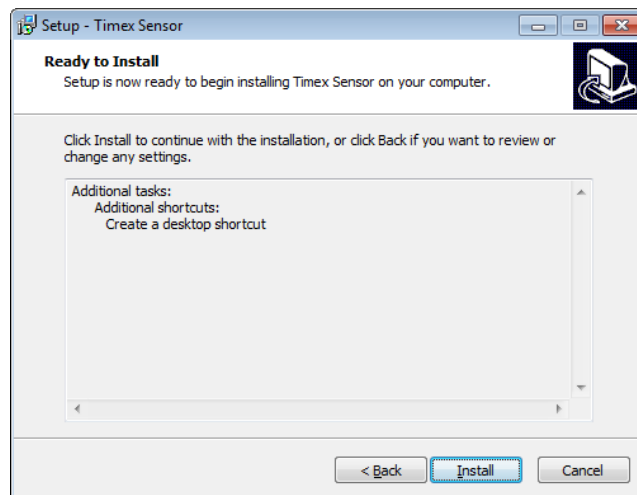 Setup - Timex Sensor
Ready to Install
Setup is now ready to begin installing Timex Sensor on your computer.
Click Install to continue with the installation, or click Back if you want to review or
change any settings.
Additional tasks:
Additional shortcuts:
Create a desktop shortcut
< Back
Install
Cancel